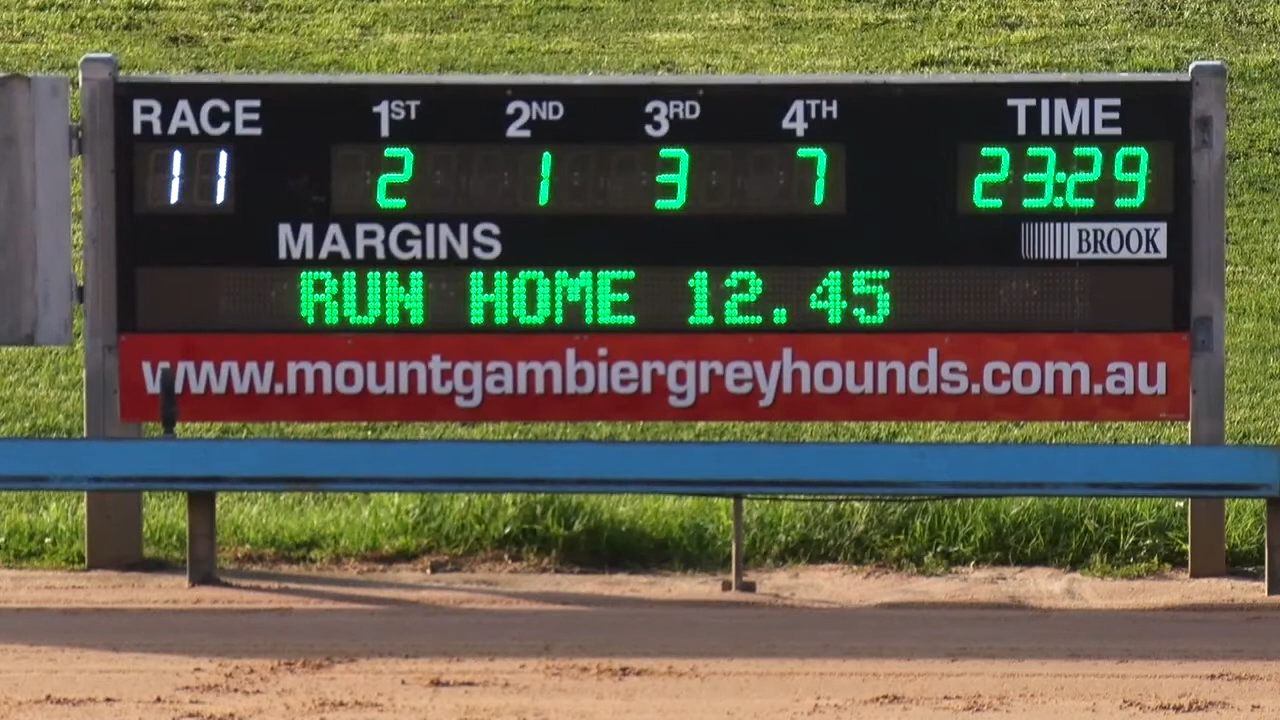 RACE 1ST 2ND 3RD 4TH TIME
11 2 1 3 7 23:29
MARGINS BROOK
RUN HOME 12.45
www.mountgambiergreyhounds.com.au